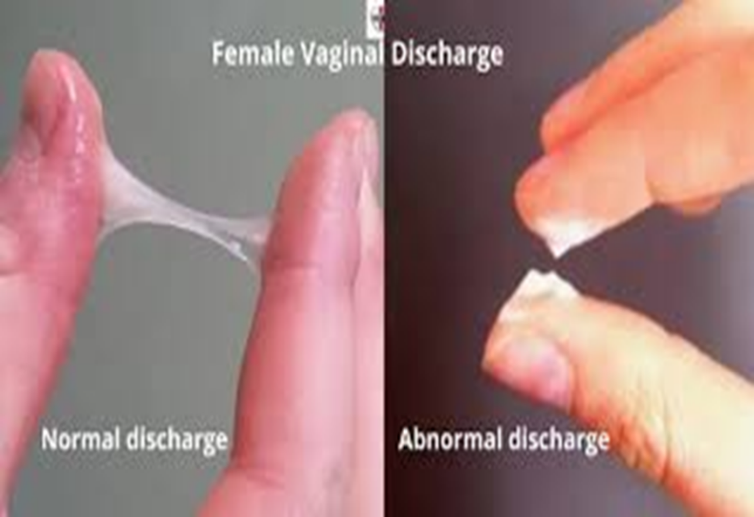 Female Vaginal Discharge
Normal discharge
Abnormal discharge